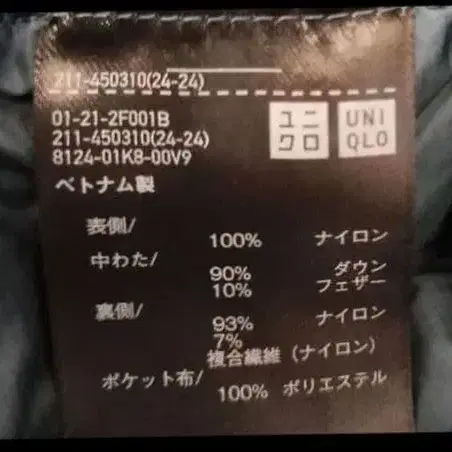 211-450310(24-24)
01-21-2F001B
211-450310(24-24)
8124-01K8-00V9
ユニクロ
UNIQLO
ベトナム製
表側/
100% ナイロン
中わた/
90% ダウン
10% フェザー
裏側/
93% ナイロン
7%
複合繊維 (ナイロン)
ポケット布/
100% ポリエステル